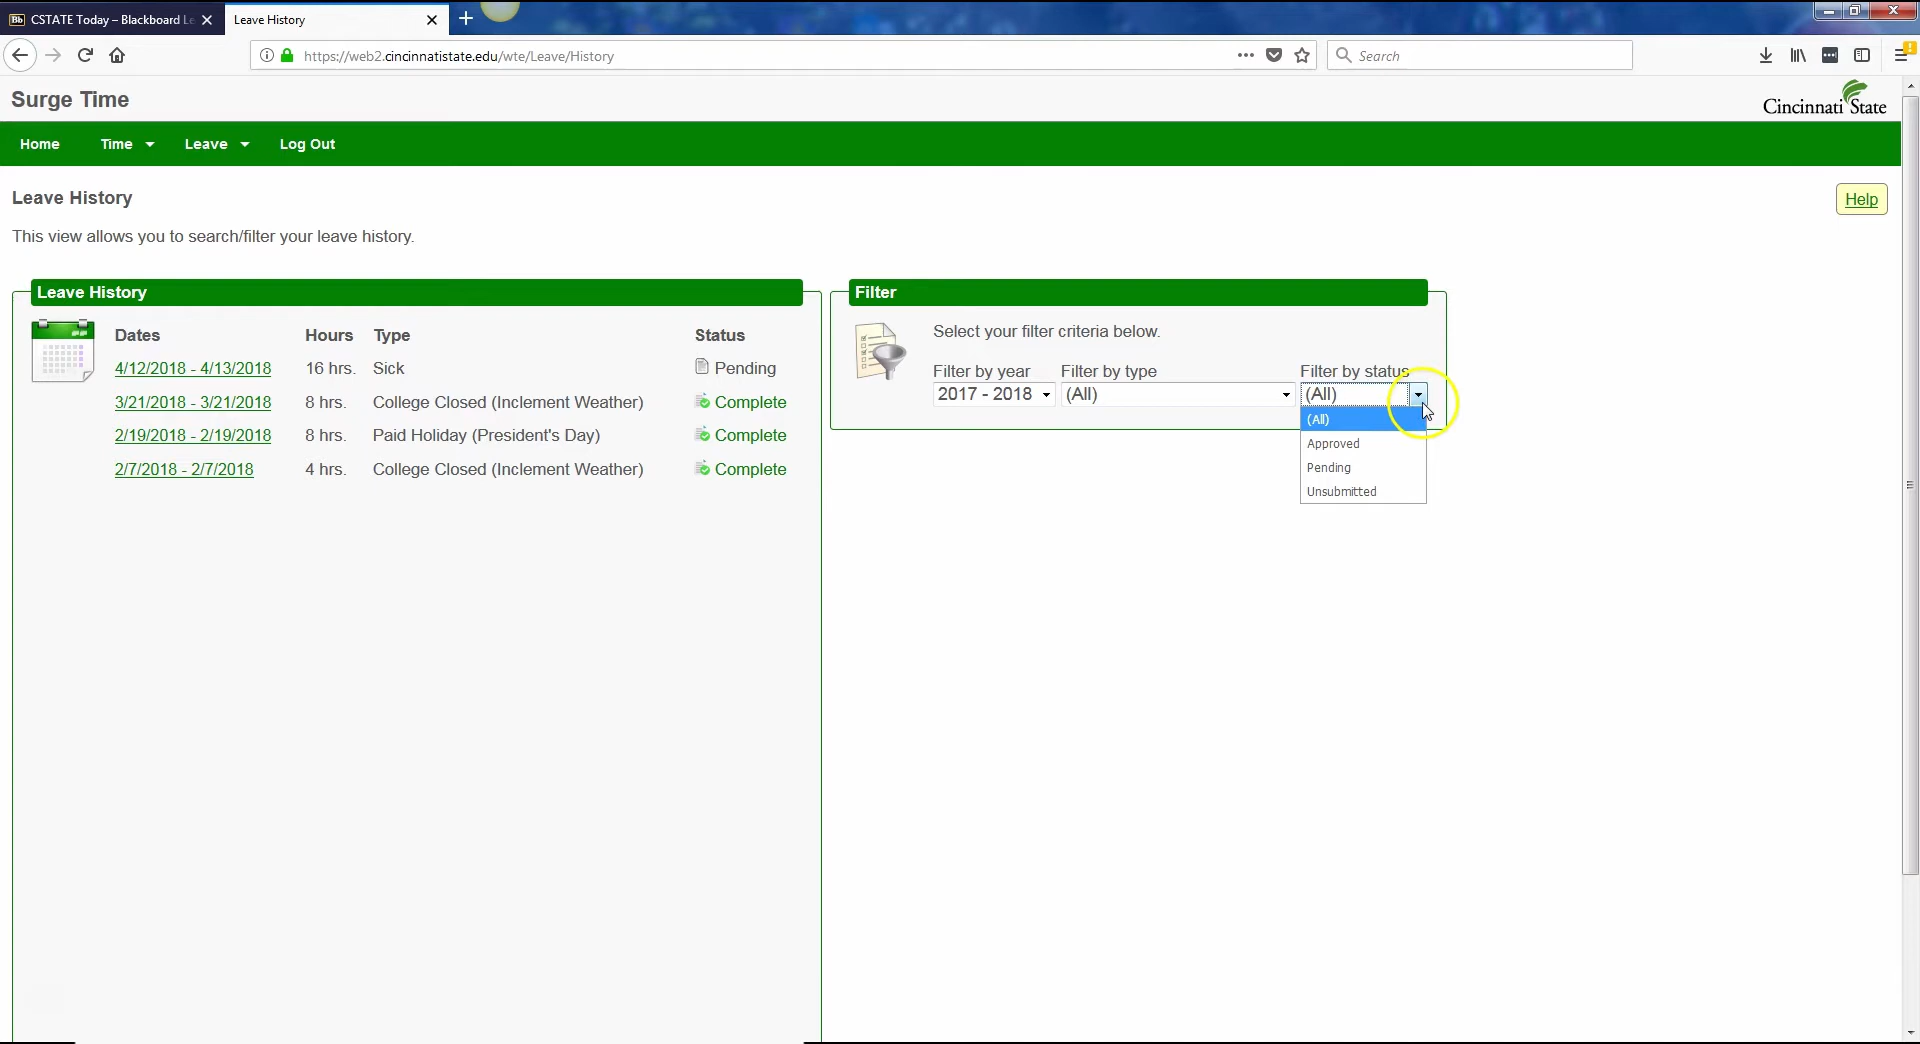 Bb CSTATE Today – Blackboard Le
Leave History
https://web2.cincinnatistate.edu/wte/Leave/History
Search
Surge Time
Cincinnati State
Home Time Leave Log Out
Leave History
Help
This view allows you to search/filter your leave history.
Leave History
Dates Hours Type Status
4/12/2018 - 4/13/2018 16 hrs. Sick Pending
3/21/2018 - 3/21/2018 8 hrs. College Closed (Inclement Weather) Complete
2/19/2018 - 2/19/2018 8 hrs. Paid Holiday (President's Day) Complete
2/7/2018 - 2/7/2018 4 hrs. College Closed (Inclement Weather) Complete
Filter
Select your filter criteria below.
Filter by year Filter by type Filter by status
2017 - 2018 (All) (All)
(All)
Approved
Pending
Unsubmitted